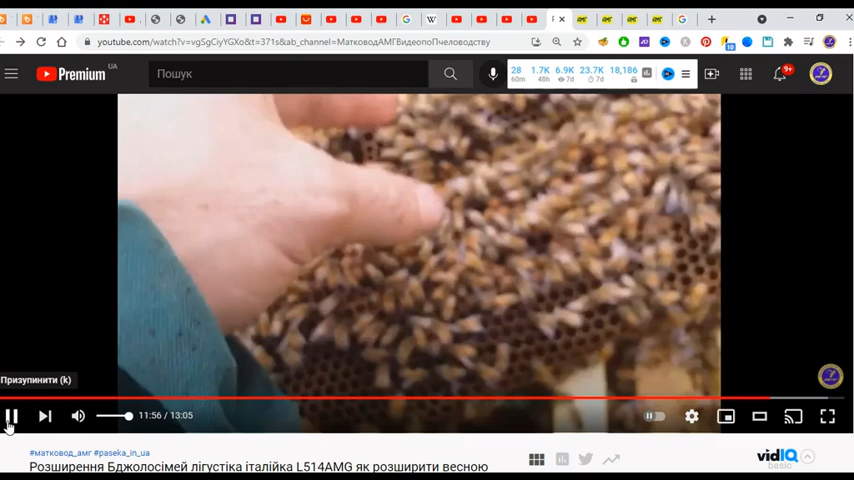 youtube.com/watch?v=vgSgCiyYGXo&t=371s&ab_channel=МатководАМГВидеопоПчеловодству
Premium UA
Пошук
28 1.7K 6.9K 23.7K 18,186
60m 48h 7d 7d
9+
Призупинити (k)
11:56 / 13:05
#матковод_амг #paseka_in_ua
Розширення Бджолосімей лігустіка італійка L514AMG як розширити весною
vidIQ
basic